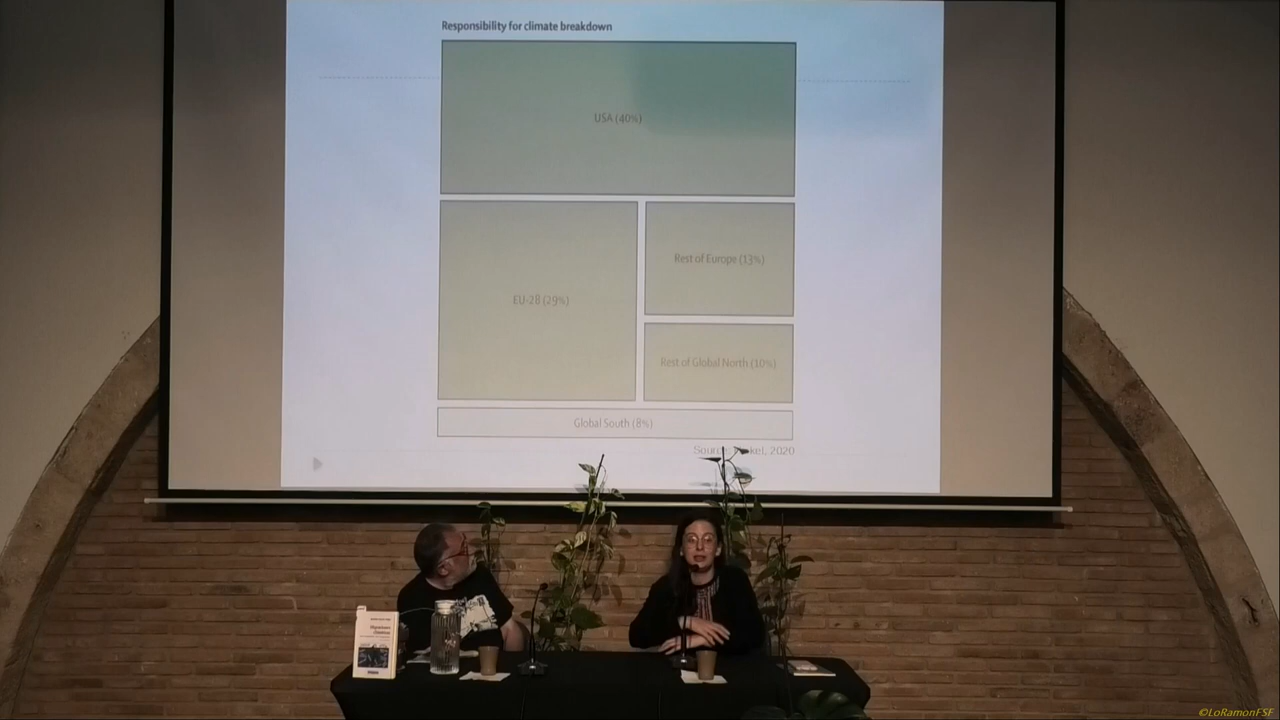 Responsibility for climate breakdown
USA (40%)
EU-28 (29%)
Rest of Europe (13%)
Rest of Global North (10%)
Global South (8%)
2020
©LoRamonFSF